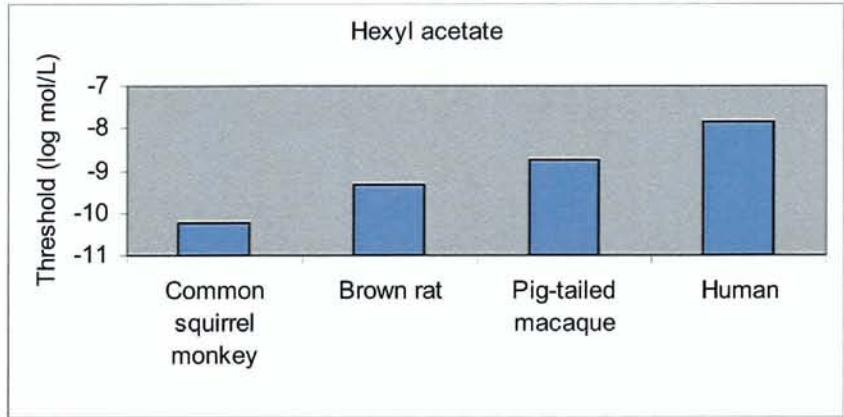 Hexyl acetate
Threshold (log mol/L)
-7
-8
-9
-10
-11
Common
squirrel
monkey
Brown rat
Pig-tailed
macaque
Human